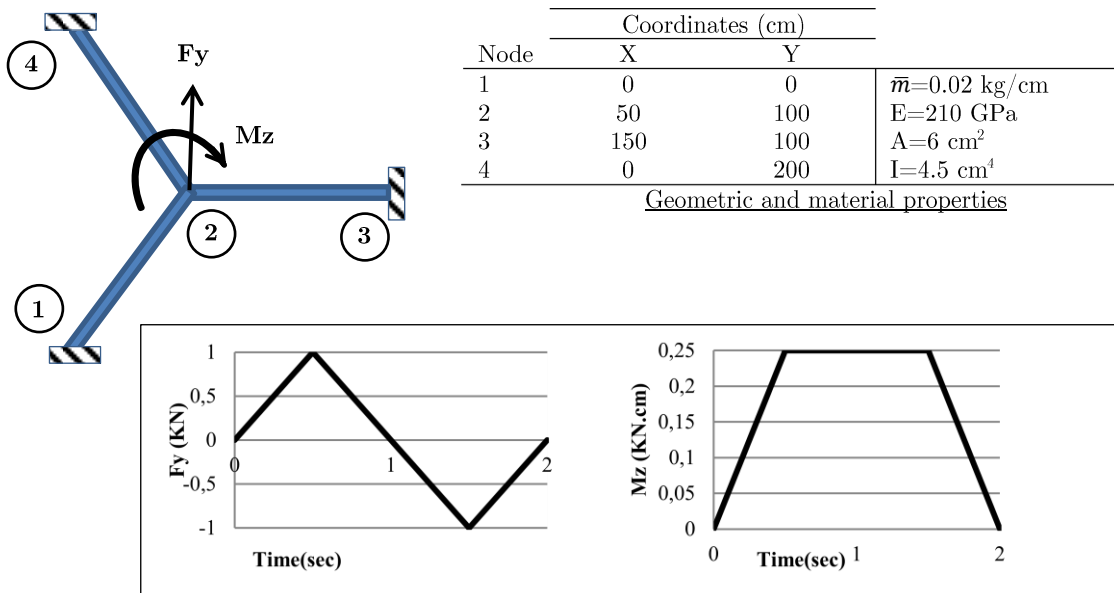 4
Fy
Mz
2
3
1
Coordinates (cm)
Node X Y
1 0 0 m̅=0.02 kg/cm
2 50 100 E=210 GPa
3 150 100 A=6 cm²
4 0 200 I=4.5 cm⁴
Geometric and material properties
Fy (KN)
1
0,5
0
-0,5
-1
0 1 2
Time(sec)
Mz (KN.cm)
0,25
0,2
0,15
0,1
0,05
0
0 1 2
Time(sec)